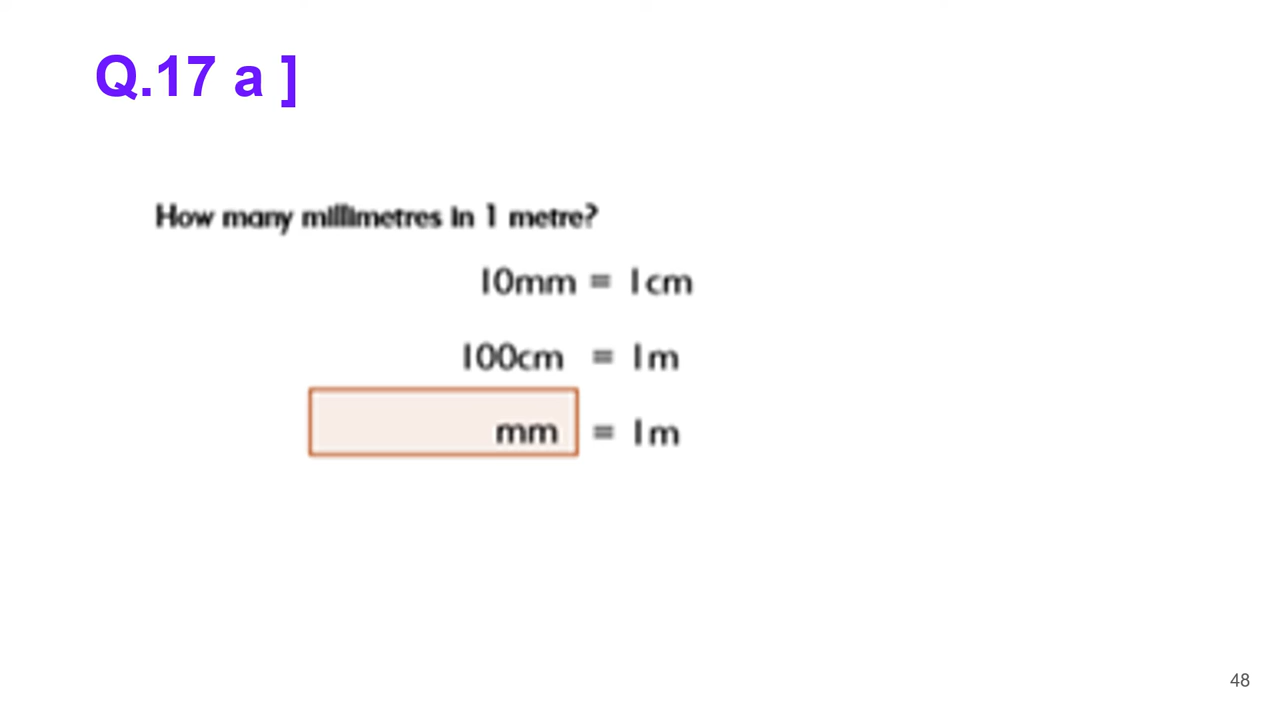 Q.17 a ]
How many millimetres in 1 metre?
10mm = 1cm
100cm = 1m
mm = 1m
48